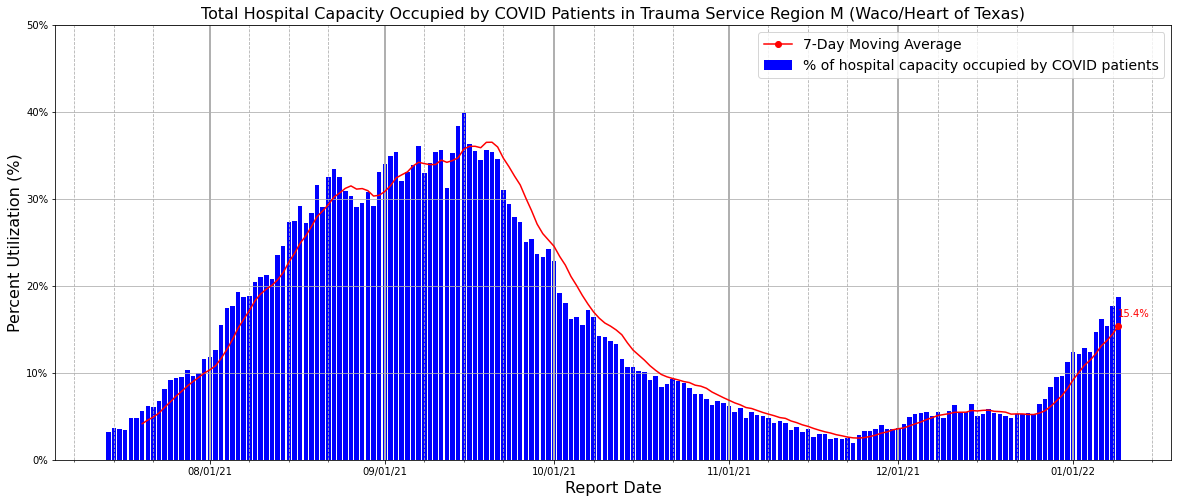 Total Hospital Capacity Occupied by COVID Patients in Trauma Service Region M (Waco/Heart of Texas)
7-Day Moving Average
% of hospital capacity occupied by COVID patients
Percent Utilization (%)
50%
40%
30%
20%
10%
0%
15.4%
08/01/21
09/01/21
10/01/21
11/01/21
12/01/21
01/01/22
Report Date